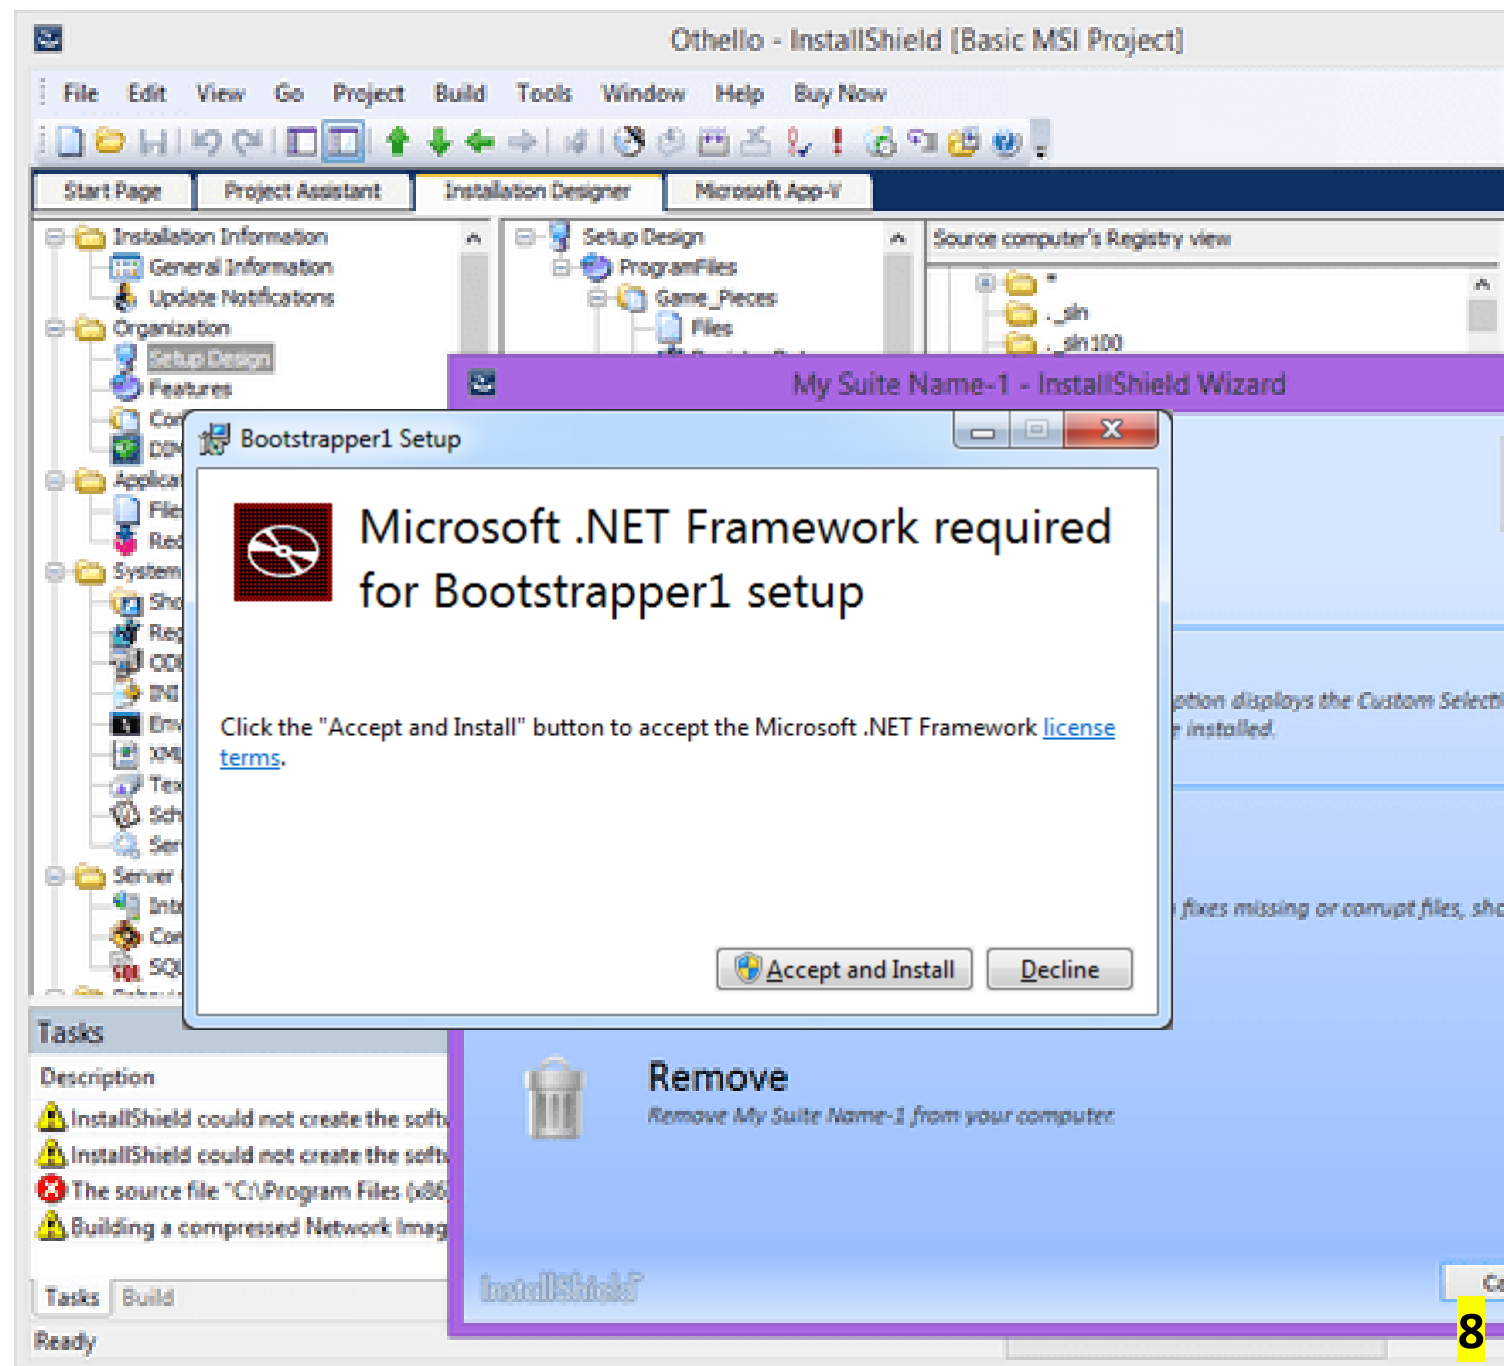 Othello - InstallShield [Basic MSI Project]
File Edit View Go Project Build Tools Window Help Buy Now
Start Page Project Assistant Installation Designer Microsoft App-V
Installation Information
General Information
Update Notifications
Organization
Setup Design
Features
Setup Design
ProgramFiles
Game_Pieces
Files
Source computer's Registry view
*
._sln
._sln100
My Suite Name-1 - InstallShield Wizard
Bootstrapper1 Setup
Microsoft .NET Framework required
for Bootstrapper1 setup
Click the "Accept and Install" button to accept the Microsoft .NET Framework license
terms.
Accept and Install Decline
System
Server
displays the Custom
installed.
fixes missing or corrupt files,
Remove
Remove My Suite Name-1 from your computer.
InstallShield
Tasks
Description
InstallShield could not create the
InstallShield could not create the
The source file "C:\Program Files (x86
Building a compressed Network
Tasks Build
Ready
8